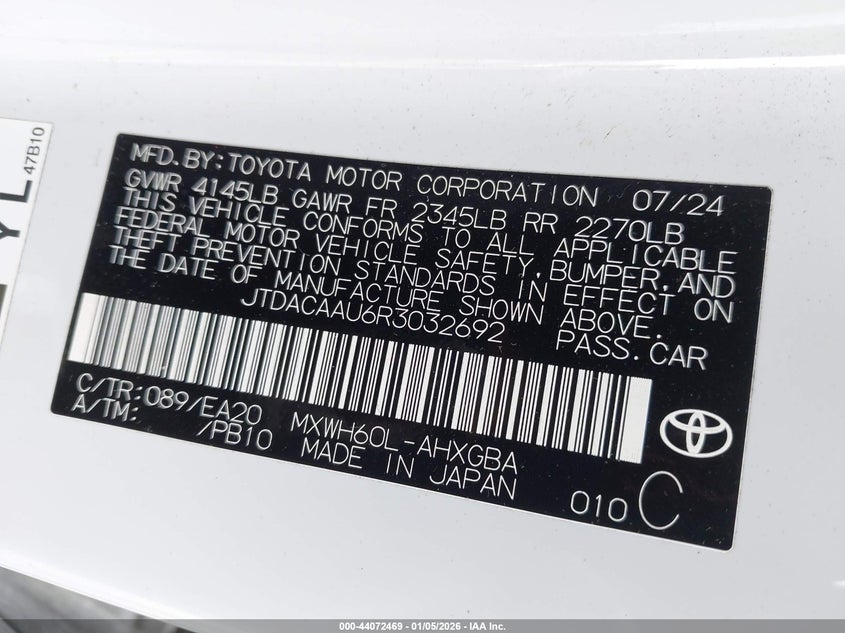 YL
47B10
MFD.BY:TOYOTA MOTOR CORPORATION 07/24
GVWR 4145LB GAWR FR 2345LB RR 2270LB
THIS VEHICLE CONFORMS TO ALL APPLICABLE
FEDERAL MOTOR VEHICLE SAFETY,BUMPER,AND
THEFT PREVENTION STANDARDS IN EFFECT ON
THE DATE OF MANUFACTURE SHOWN ABOVE.
JTDACAAU6R3032692 PASS.CAR
C/TR:089/EA20 MXWH60L-AHXGBA
A/TM: /PB10 MADE IN JAPAN
010 C
000-44072469 - 01/05/2026 - IAA Inc.